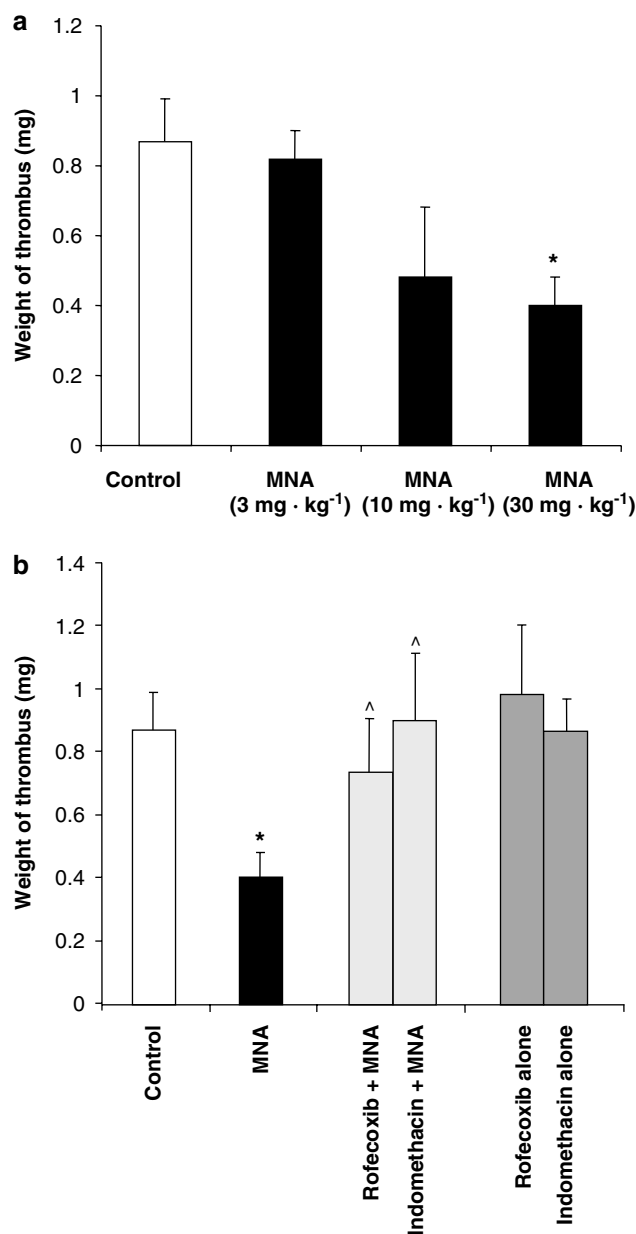 a
1.2
1
0.8
0.6
0.4
0.2
0
Weight of thrombus (mg)
*
Control MNA MNA MNA
(3 mg · kg⁻¹) (10 mg · kg⁻¹) (30 mg · kg⁻¹)
b
1.4
1.2
1
0.8
0.6
0.4
0.2
0
Weight of thrombus (mg)
*
^
^
Control
MNA
Rofecoxib + MNA
Indomethacin + MNA
Rofecoxib alone
Indomethacin alone